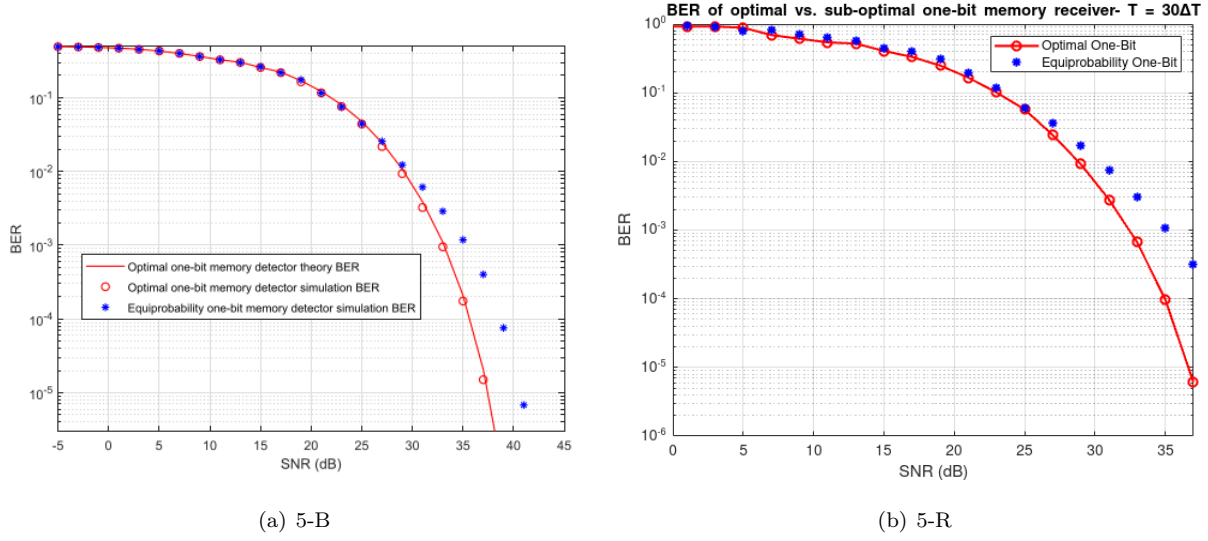 BER of optimal vs. sub-optimal one-bit memory receiver- T = 30ΔT
10^-1
10^-2
10^-3
10^-4
10^-5
BER
-5 0 5 10 15 20 25 30 35 40 45
SNR (dB)
Optimal one-bit memory detector theory BER
Optimal one-bit memory detector simulation BER
Equiprobability one-bit memory detector simulation BER
(a) 5-B
10^0
10^-1
10^-2
10^-3
10^-4
10^-5
10^-6
BER
0 5 10 15 20 25 30 35
SNR (dB)
Optimal One-Bit
Equiprobability One-Bit
(b) 5-R